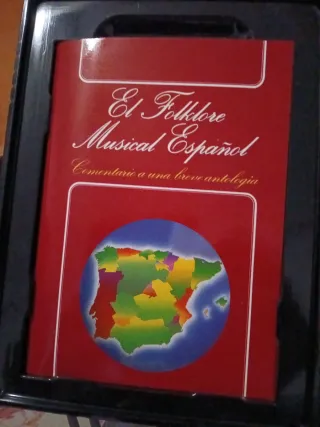 El Folklore
Musical Español
Comentario a una breve antología